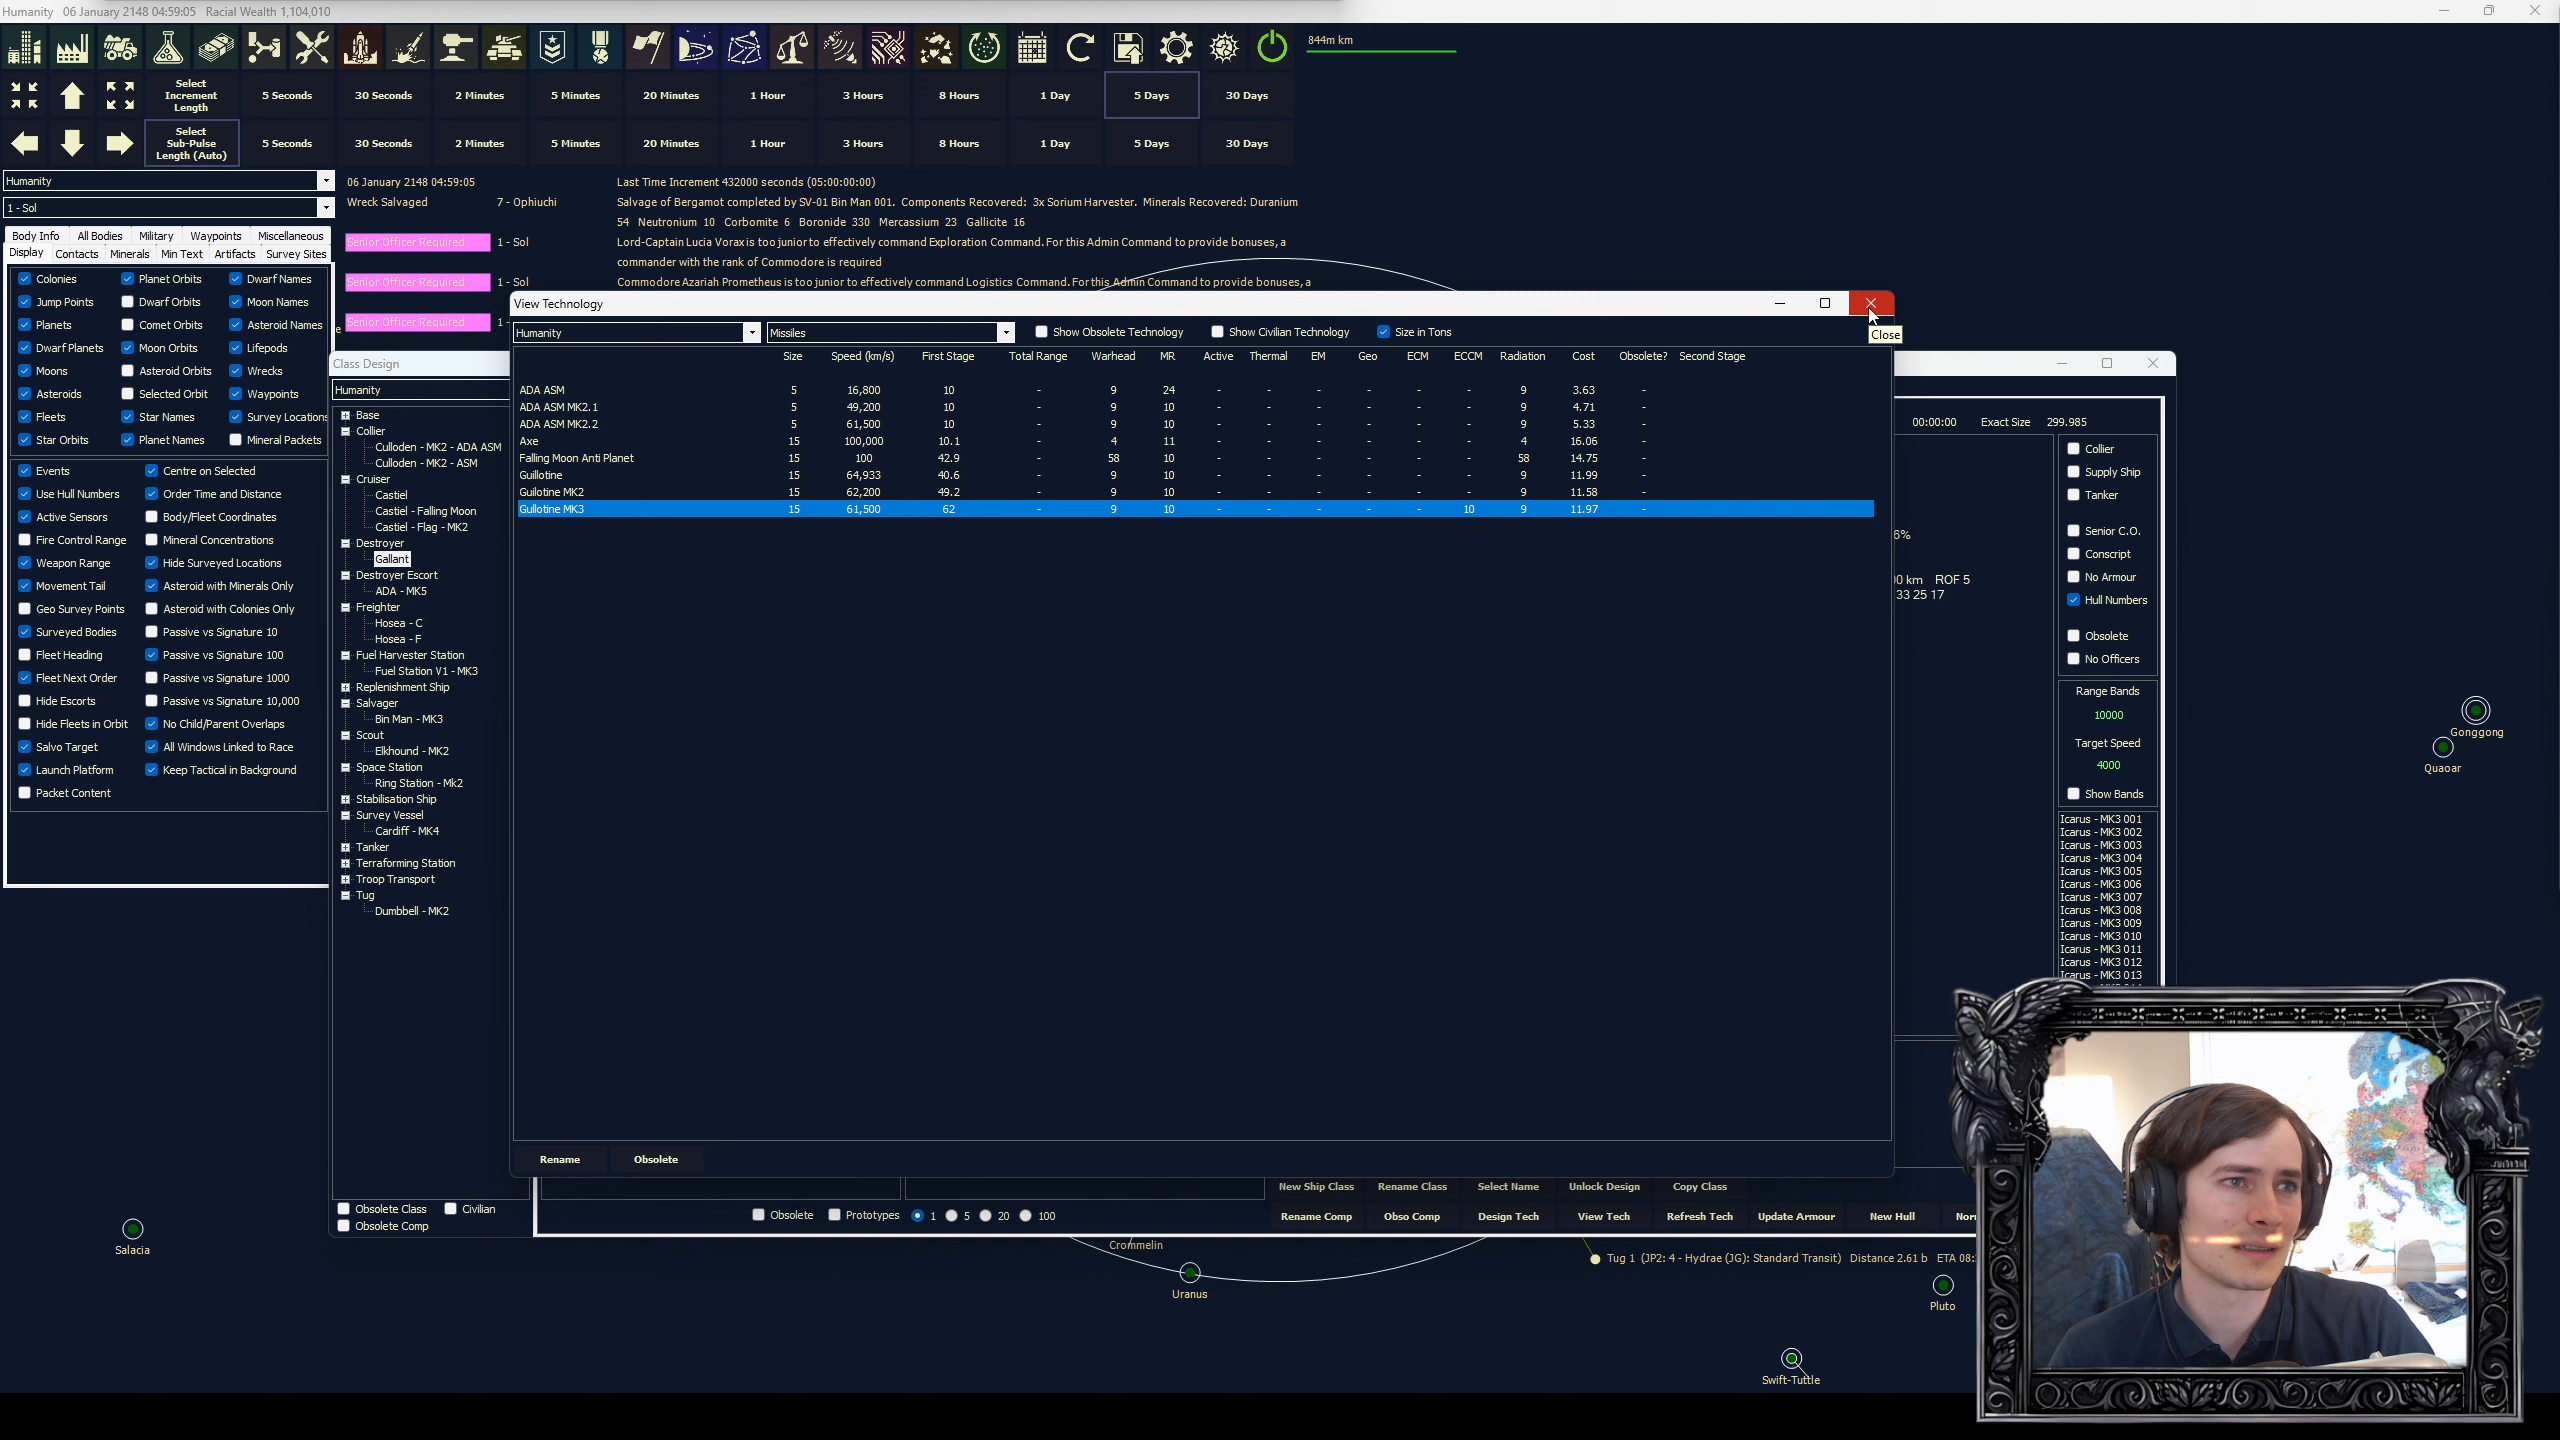 Humanity 06 January 2148 04:59:05 Racial Wealth 1,104,010
844m km
Select Increment Length 5 Seconds 30 Seconds 2 Minutes 5 Minutes 20 Minutes 1 Hour 3 Hours 8 Hours 1 Day 5 Days 30 Days
Select Sub-Pulse Length (Auto) 5 Seconds 30 Seconds 2 Minutes 5 Minutes 20 Minutes 1 Hour 3 Hours 8 Hours 1 Day 5 Days 30 Days
Humanity
1 - Sol
06 January 2148 04:59:05 Last Time Increment 432000 seconds (05:00:00:00)
Wreck Salvaged 7 - Ophiuchi Salvage of Bergamot completed by SV-01 Bin Man 001. Components Recovered: 3x Sorium Harvester. Minerals Recovered: Duranium
54 Neutronium 10 Corbomite 6 Boronide 330 Mercassium 23 Gallicite 16
Senior Officer Required 1 - Sol Lord-Captain Lucia Vorax is too junior to effectively command Exploration Command. For this Admin Command to provide bonuses, a
commander with the rank of Commodore is required
Senior Officer Required 1 - Sol Commodore Azariah Prometheus is too junior to effectively command Logistics Command. For this Admin Command to provide bonuses, a
Senior Officer Required 1 -
Body Info All Bodies Military Waypoints Miscellaneous
Display Contacts Minerals Min Text Artifacts Survey Sites
Colonies Planet Orbits Dwarf Names
Jump Points Dwarf Orbits Moon Names
Planets Comet Orbits Asteroid Names
Dwarf Planets Moon Orbits Lifepods
Moons Asteroid Orbits Wrecks
Asteroids Selected Orbit Waypoints
Fleets Star Names Survey Locations
Star Orbits Planet Names Mineral Packets
Events Centre on Selected
Use Hull Numbers Order Time and Distance
Active Sensors Body/Fleet Coordinates
Fire Control Range Mineral Concentrations
Weapon Range Hide Surveyed Locations
Movement Tail Asteroid with Minerals Only
Geo Survey Points Asteroid with Colonies Only
Surveyed Bodies Passive vs Signature 10
Fleet Heading Passive vs Signature 100
Fleet Next Order Passive vs Signature 1000
Hide Escorts Passive vs Signature 10,000
Hide Fleets in Orbit No Child/Parent Overlaps
Salvo Target All Windows Linked to Race
Launch Platform Keep Tactical in Background
Packet Content
Class Design
Humanity
Base
Collier
Culloden - MK2 - ADA ASM
Culloden - MK2 - ASM
Cruiser
Castiel
Castiel - Falling Moon
Castiel - Flag - MK2
Destroyer
Gallant
Destroyer Escort
ADA - MK5
Freighter
Hosea - C
Hosea - F
Fuel Harvester Station
Fuel Station V1 - MK3
Replenishment Ship
Salvager
Bin Man - MK3
Scout
Elkhound - MK2
Space Station
Ring Station - Mk2
Stabilisation Ship
Survey Vessel
Cardiff - MK4
Tanker
Terraforming Station
Troop Transport
Tug
Dumbbell - MK2
Obsolete Class Civilian
Obsolete Comp
View Technology
Close
Humanity Missiles Show Obsolete Technology Show Civilian Technology Size in Tons
Size Speed (km/s) First Stage Total Range Warhead MR Active Thermal EM Geo ECM ECCM Radiation Cost Obsolete? Second Stage
ADA ASM 5 16,800 10 - 9 24 - - - - - - 9 3.63 -
ADA ASM MK2.1 5 49,200 10 - 9 10 - - - - - - 9 4.71 -
ADA ASM MK2.2 5 61,500 10 - 9 10 - - - - - - 9 5.33 -
Axe 15 100,000 10.1 - 4 11 - - - - - - 4 16.06 -
Falling Moon Anti Planet 15 100 42.9 - 58 10 - - - - - - 58 14.75 -
Guillotine 15 64,933 40.6 - 9 10 - - - - - - 9 11.99 -
Guilotine MK2 15 62,200 49.2 - 9 10 - - - - - - 9 11.58 -
Gullotine MK3 15 61,500 62 - 9 10 - - - - - 10 9 11.97 -
Rename Obsolete
00:00:00 Exact Size 299.985
6%
0 km ROF 5
33 25 17
Collier
Supply Ship
Tanker
Senior C.O.
Conscript
No Armour
Hull Numbers
Obsolete
No Officers
Range Bands
10000
Target Speed
4000
Show Bands
Icarus - MK3 001
Icarus - MK3 002
Icarus - MK3 003
Icarus - MK3 004
Icarus - MK3 005
Icarus - MK3 006
Icarus - MK3 007
Icarus - MK3 008
Icarus - MK3 009
Icarus - MK3 010
Icarus - MK3 011
Icarus - MK3 012
Icarus - MK3 013
New Ship Class Rename Class Select Name Unlock Design Copy Class
Obsolete Prototypes 1 5 20 100 Rename Comp Obso Comp Design Tech View Tech Refresh Tech Update Armour New Hull
Gonggong
Quaoar
Salacia
Crommelin
Uranus
Tug 1 (JP2: 4 - Hydrae (JG): Standard Transit) Distance 2.61 b ETA 08:
Pluto
Swift-Tuttle